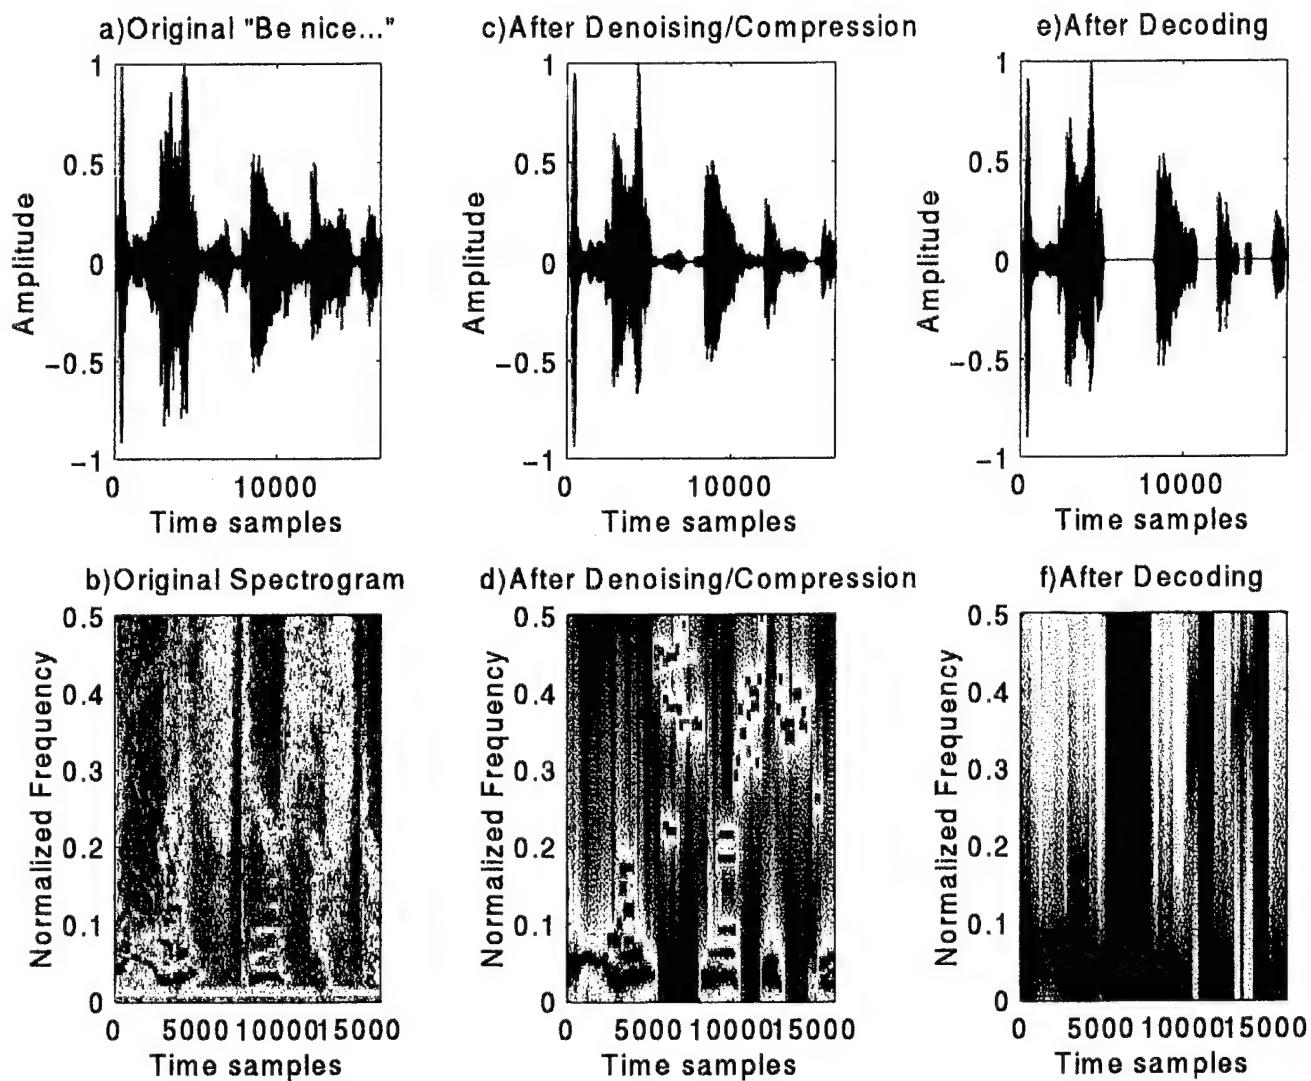 a)Original "Be nice..."
c)After Denoising/Compression
e)After Decoding
1
0.5
0
−0.5
−1
Amplitude
0
10000
Time samples
1
0.5
0
−0.5
−1
Amplitude
0
10000
Time samples
1
0.5
0
−0.5
−1
Amplitude
0
10000
Time samples
b)Original Spectrogram
d)After Denoising/Compression
f)After Decoding
0.5
0.4
0.3
0.2
0.1
0
Normalized Frequency
0
5000
10000
15000
Time samples
0.5
0.4
0.3
0.2
0.1
0
Normalized Frequency
0
5000
10000
15000
Time samples
0.5
0.4
0.3
0.2
0.1
0
Normalized Frequency
0
5000
10000
15000
Time samples